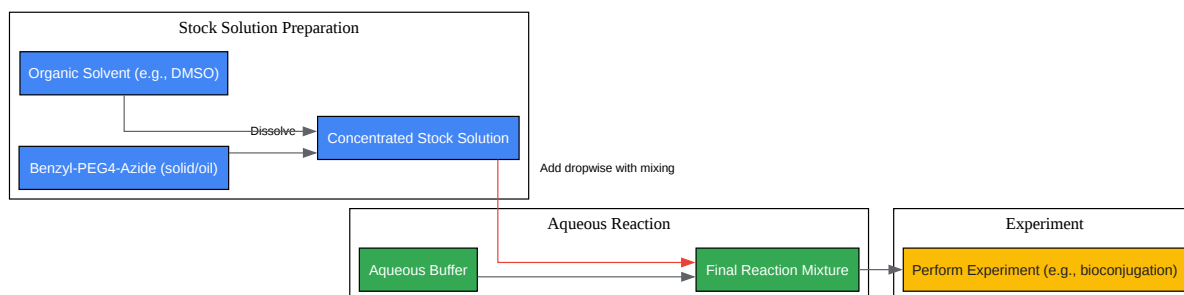 Stock Solution Preparation
Organic Solvent (e.g., DMSO)
Dissolve
Concentrated Stock Solution
Benzyl-PEG4-Azide (solid/oil)
Add dropwise with mixing
Aqueous Reaction
Experiment
Aqueous Buffer
Final Reaction Mixture
Perform Experiment (e.g., bioconjugation)